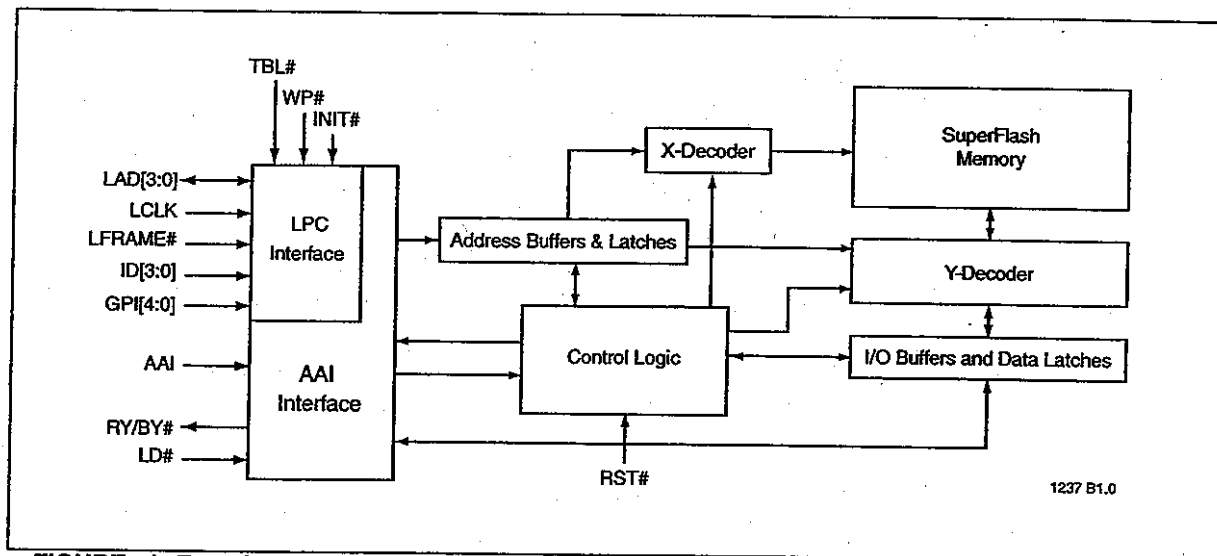 TBL#
WP#
INIT#
LAD[3:0]
LCLK
LFRAME#
ID[3:0]
GPI[4:0]
AAI
RY/BY#
LD#
LPC
Interface
AAI
Interface
Address Buffers & Latches
X-Decoder
SuperFlash
Memory
Y-Decoder
Control Logic
I/O Buffers and Data Latches
RST#
1237 B1.0